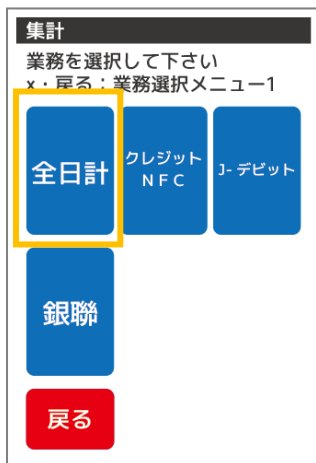 集計
業務を選択して下さい
x・戻る：業務選択メニュー1
全日計
クレジット
ＮＦＣ
J-デビット
銀聯
戻る